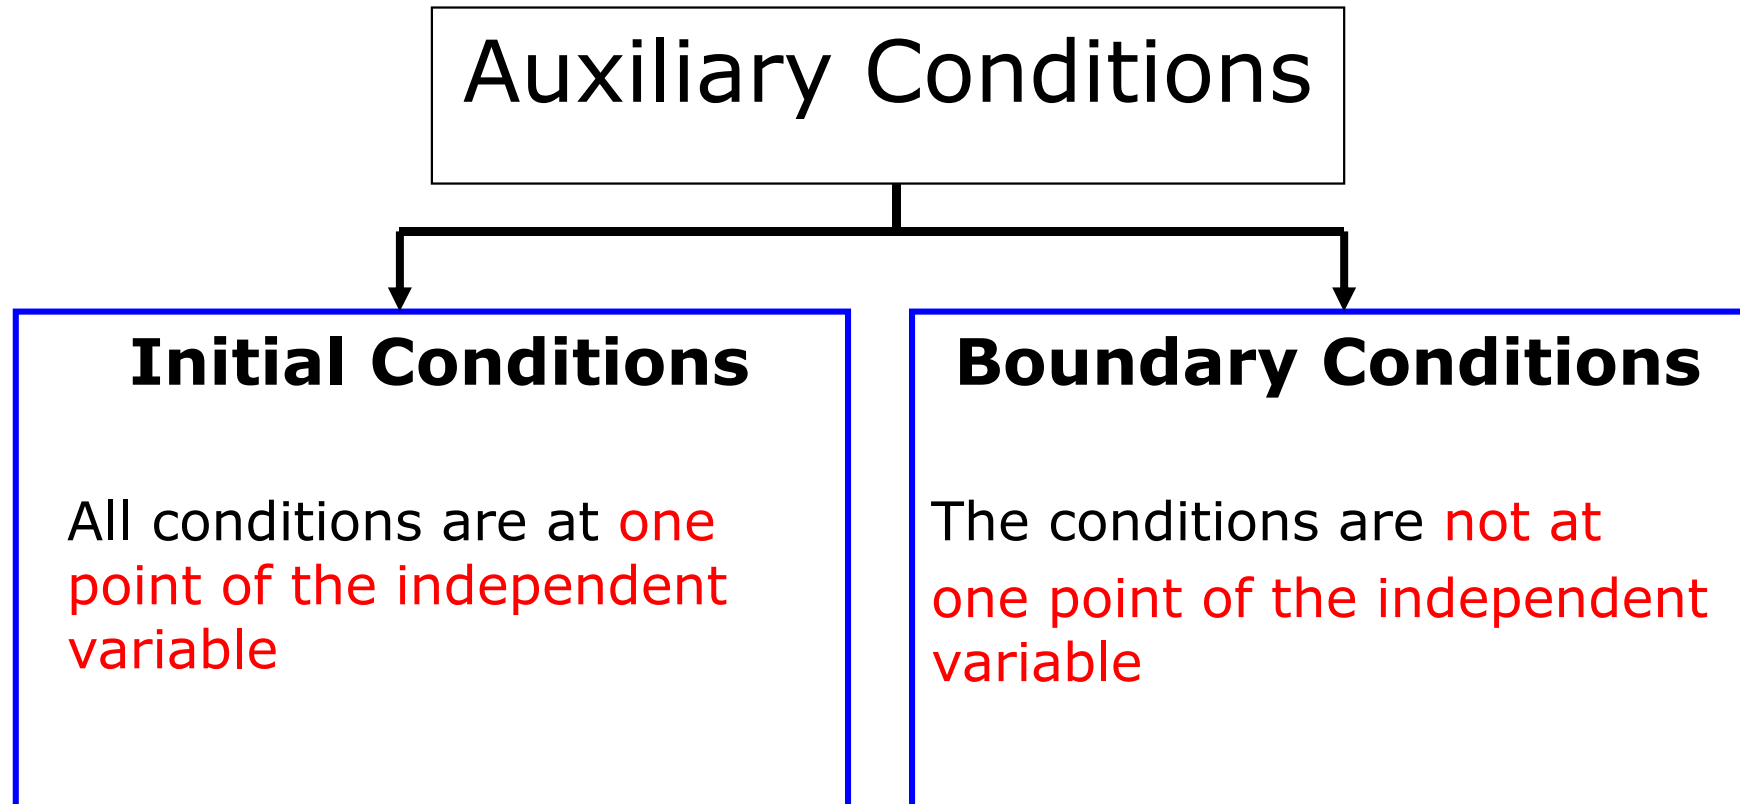 Auxiliary Conditions
Initial Conditions
All conditions are at one
point of the independent
variable
Boundary Conditions
The conditions are not at
one point of the independent
variable